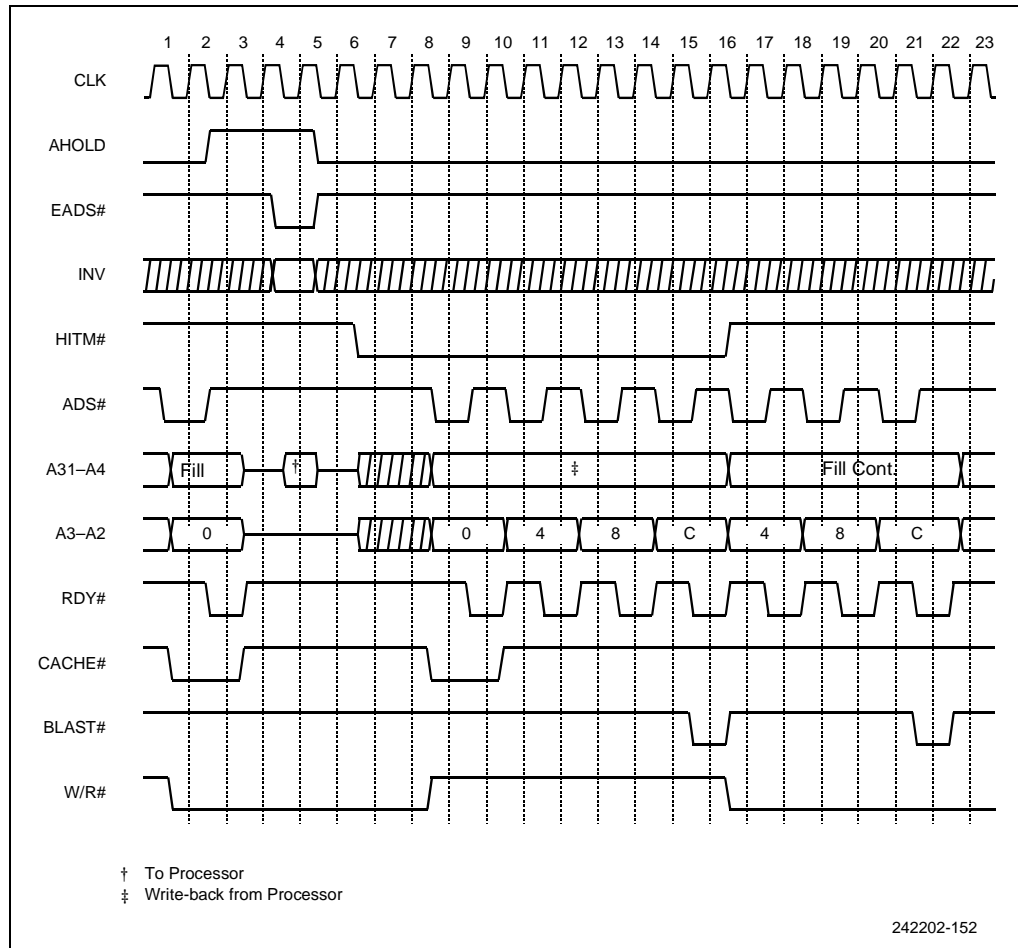 1 2 3 4 5 6 7 8 9 10 11 12 13 14 15 16 17 18 19 20 21 22 23
CLK
AHOLD
EADS#
INV
HITM#
ADS#
A31–A4 Fill † ‡ Fill Cont.
A3–A2 0 0 4 8 C 4 8 C
RDY#
CACHE#
BLAST#
W/R#
† To Processor
‡ Write-back from Processor
242202-152